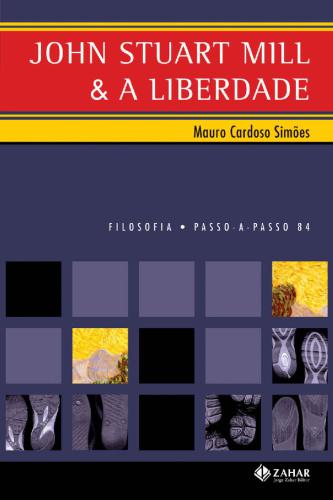 JOHN STUART MILL
& A LIBERDADE
Mauro Cardoso Simões
FILOSOFIA • PASSO-A-PASSO 84
ZAHAR
Jorge Zahar Editor